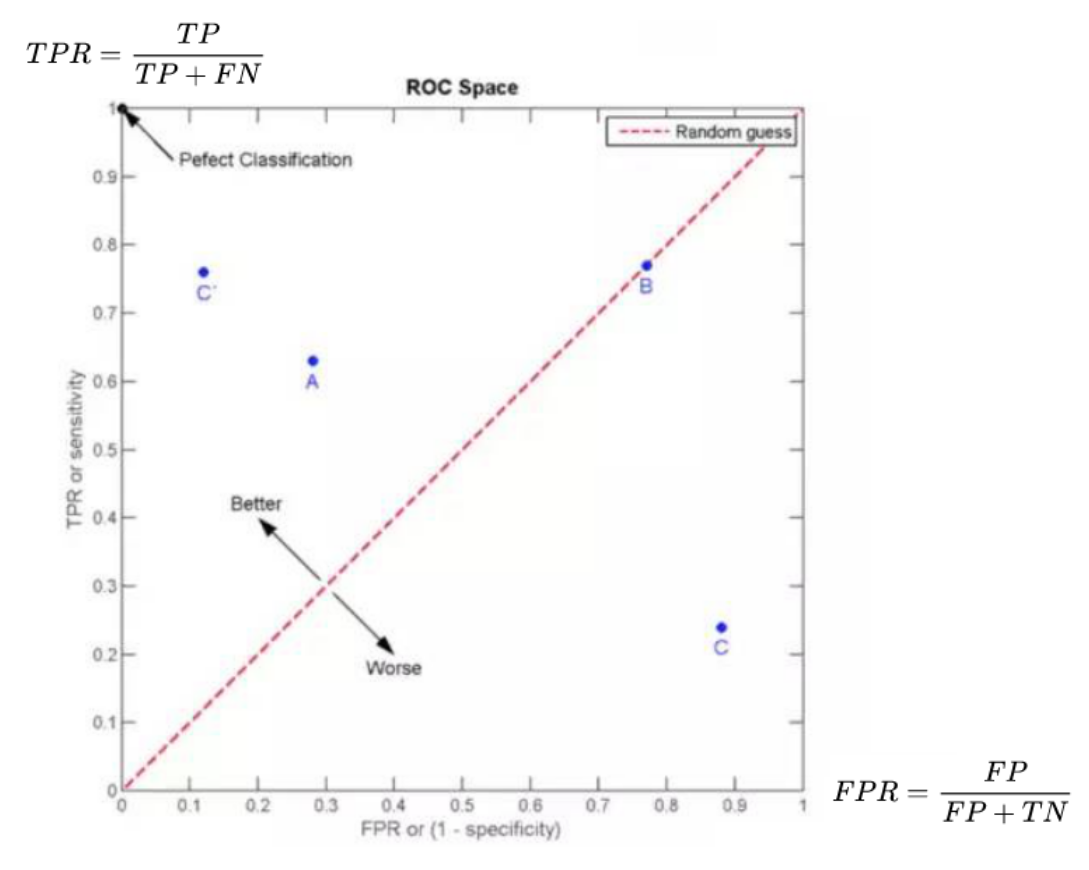 TPR = TP / TP + FN
ROC Space
1
Random guess
Pefect Classification
0.9
0.8
C'
B
0.7
A
0.6
TPR or sensitivity
0.5
Better
0.4
0.3
C
0.2
Worse
0.1
0
0 0.1 0.2 0.3 0.4 0.5 0.6 0.7 0.8 0.9 1
FPR or (1 - specificity)
FPR = FP / FP + TN